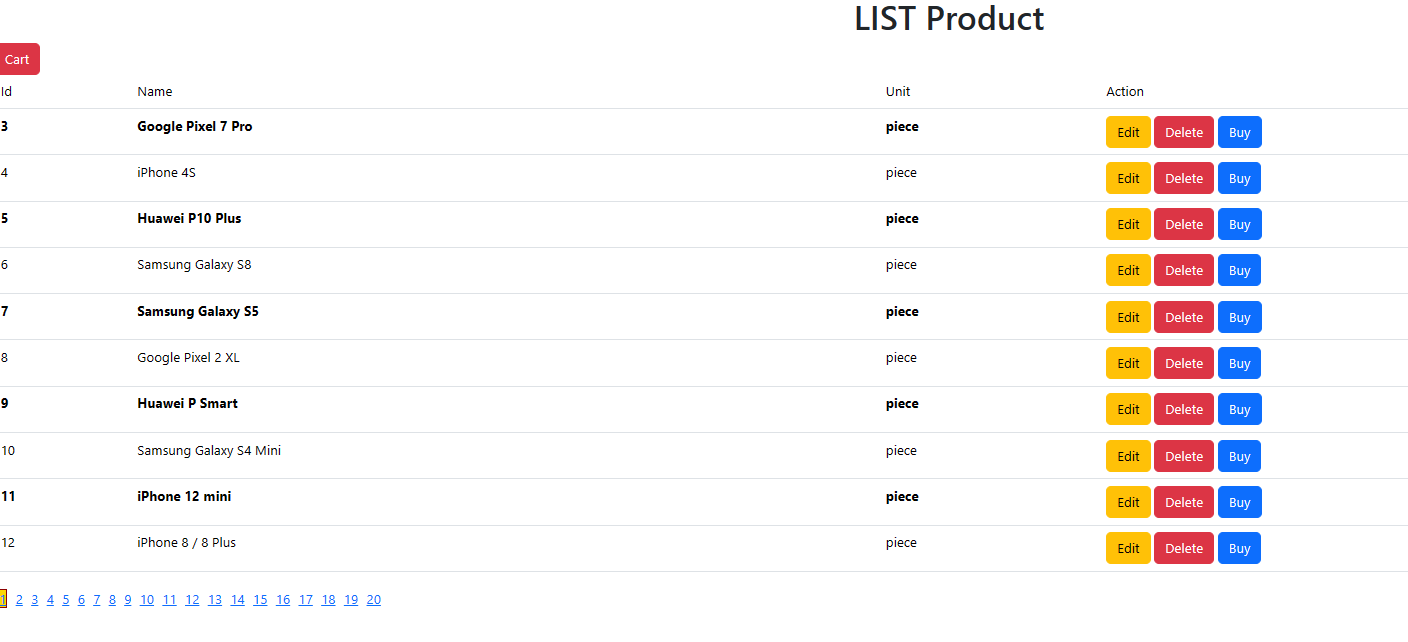 LIST Product
Cart
Id Name Unit Action
3 Google Pixel 7 Pro piece Edit Delete Buy
4 iPhone 4S piece Edit Delete Buy
5 Huawei P10 Plus piece Edit Delete Buy
6 Samsung Galaxy S8 piece Edit Delete Buy
7 Samsung Galaxy S5 piece Edit Delete Buy
8 Google Pixel 2 XL piece Edit Delete Buy
9 Huawei P Smart piece Edit Delete Buy
10 Samsung Galaxy S4 Mini piece Edit Delete Buy
11 iPhone 12 mini piece Edit Delete Buy
12 iPhone 8 / 8 Plus piece Edit Delete Buy
1 2 3 4 5 6 7 8 9 10 11 12 13 14 15 16 17 18 19 20